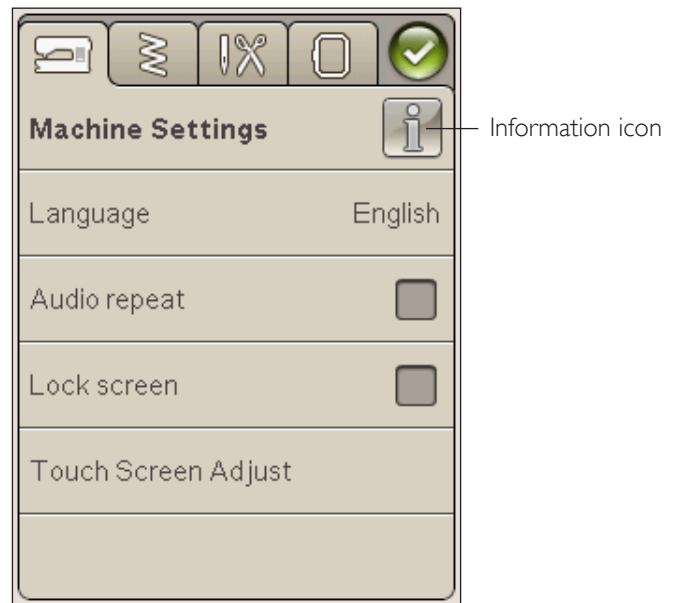 Machine Settings
Information icon
Language English
Audio repeat
Lock screen
Touch Screen Adjust